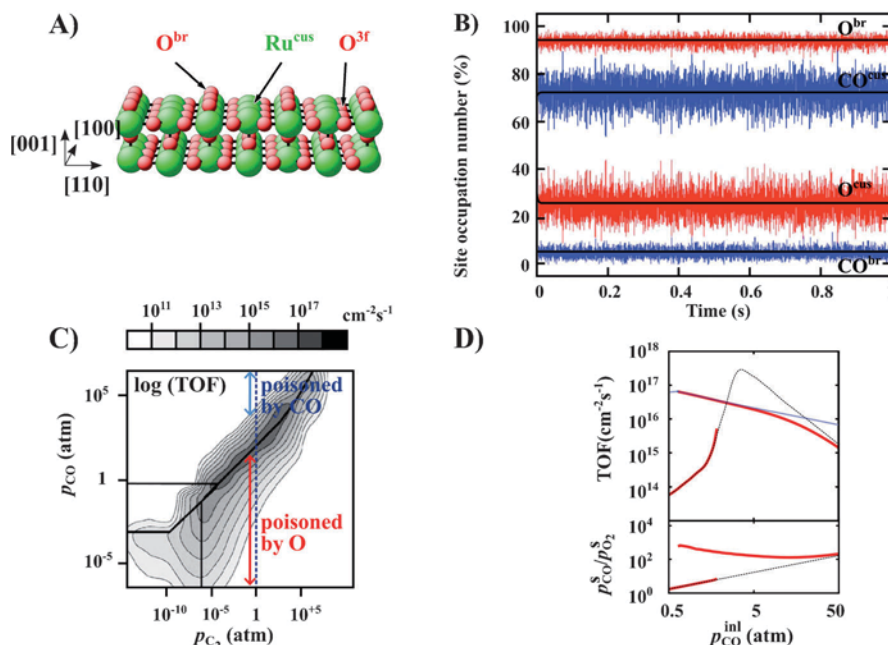 A)
O^br
Ru^cus
O^3f
[001]
[100]
[110]
B)
Site occupation number (%)
100
80
60
40
20
0
O^br
CO^cus
O^cus
CO^br
0
0.2
0.4
0.6
0.8
1
Time (s)
C)
10^11
10^13
10^15
10^17
cm^-2s^-1
log (TOF)
poisoned
by CO
poisoned
by O
p_CO (atm)
10^5
1
10^-5
10^-10
10^-5
1
10^+5
(atm)
D)
TOF(cm^-2s^-1)
10^18
10^17
10^16
10^15
10^14
p^s_CO/p^s_O2
10^4
10^2
10^0
0.5
5
50
p^inl_CO (atm)